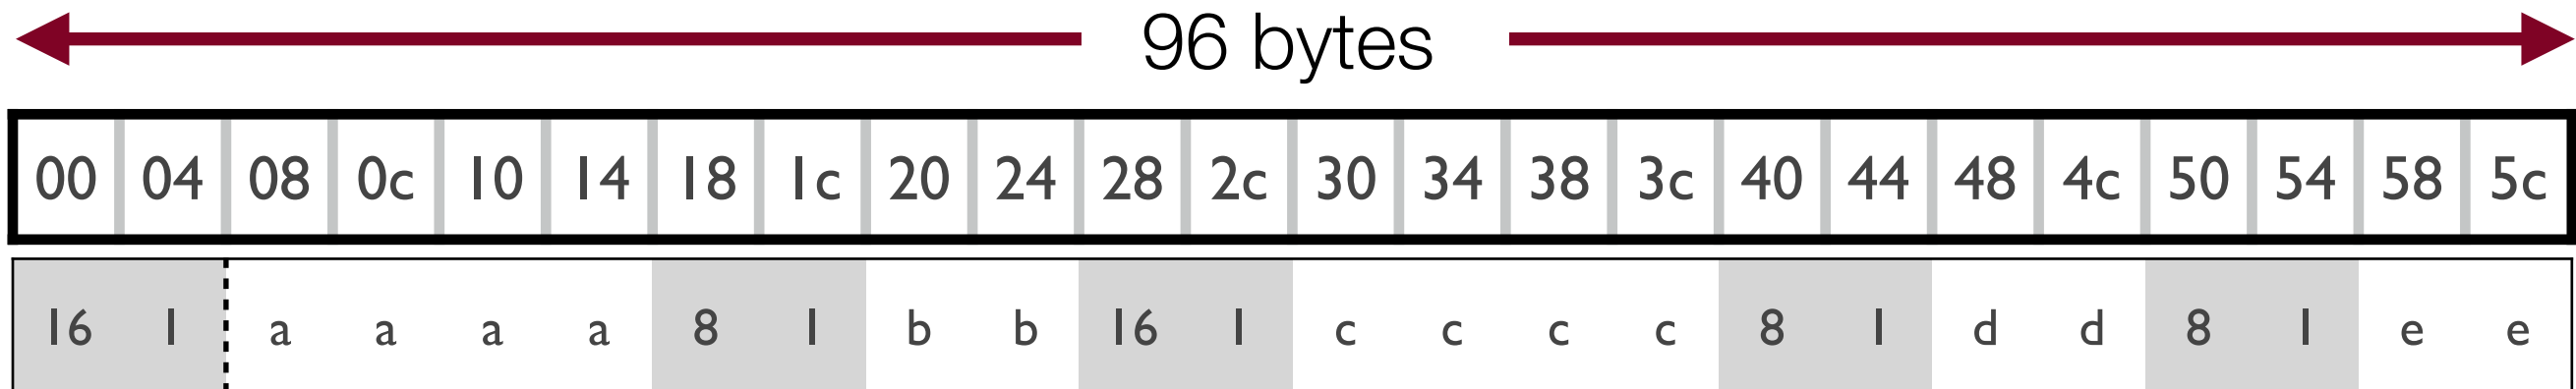 96 bytes
00 04 08 0c 10 14 18 1c 20 24 28 2c 30 34 38 3c 40 44 48 4c 50 54 58 5c
16 1 a a a a 8 1 b b 16 1 c c c c 8 1 d d 8 1 e e